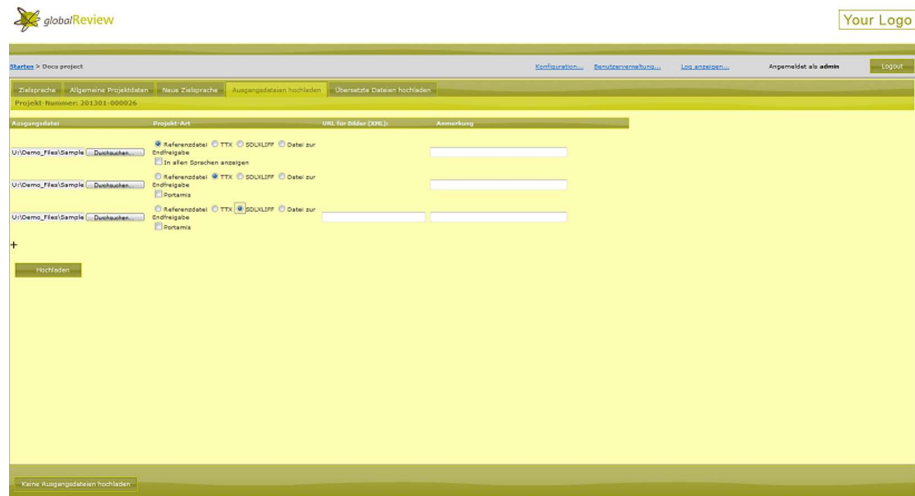 globalReview
Your Logo
Starten > Docs project
Konfiguration... Benutzerverwaltung... Log anzeigen... Angemeldet als admin Logout
Zielsprache Allgemeine Projektdaten Neue Zielsprache Ausgangsdateien hochladen Übersetzte Dateien hochladen
Projekt-Nummer: 201301-000026
Ausgangsdatei Projekt-Art URL für Bilder (XML): Anmerkung
U:\Demo_Files\Sample Durchsuchen... Referenzdatei TTX SDLXLIFF Datei zur
Endfreigabe
In allen Sprachen anzeigen
U:\Demo_Files\Sample Durchsuchen... Referenzdatei TTX SDLXLIFF Datei zur
Endfreigabe
Portamis
U:\Demo_Files\Sample Durchsuchen... Referenzdatei TTX SDLXLIFF Datei zur
Endfreigabe
Portamis
+
Hochladen
Keine Ausgangsdateien hochladen